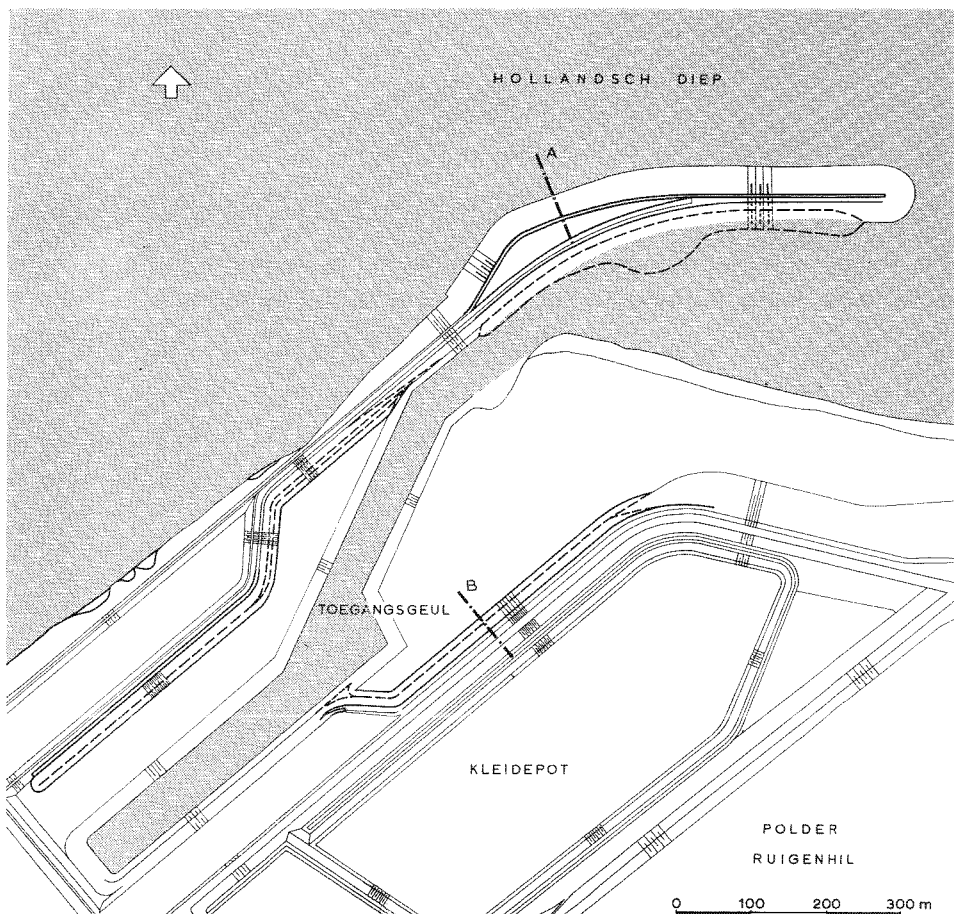 HOLLANDSCH DIEP
A
B
TOEGANGSGEUL
KLEIDEPOT
POLDER
RUIGENHIL
0 100 200 300 m